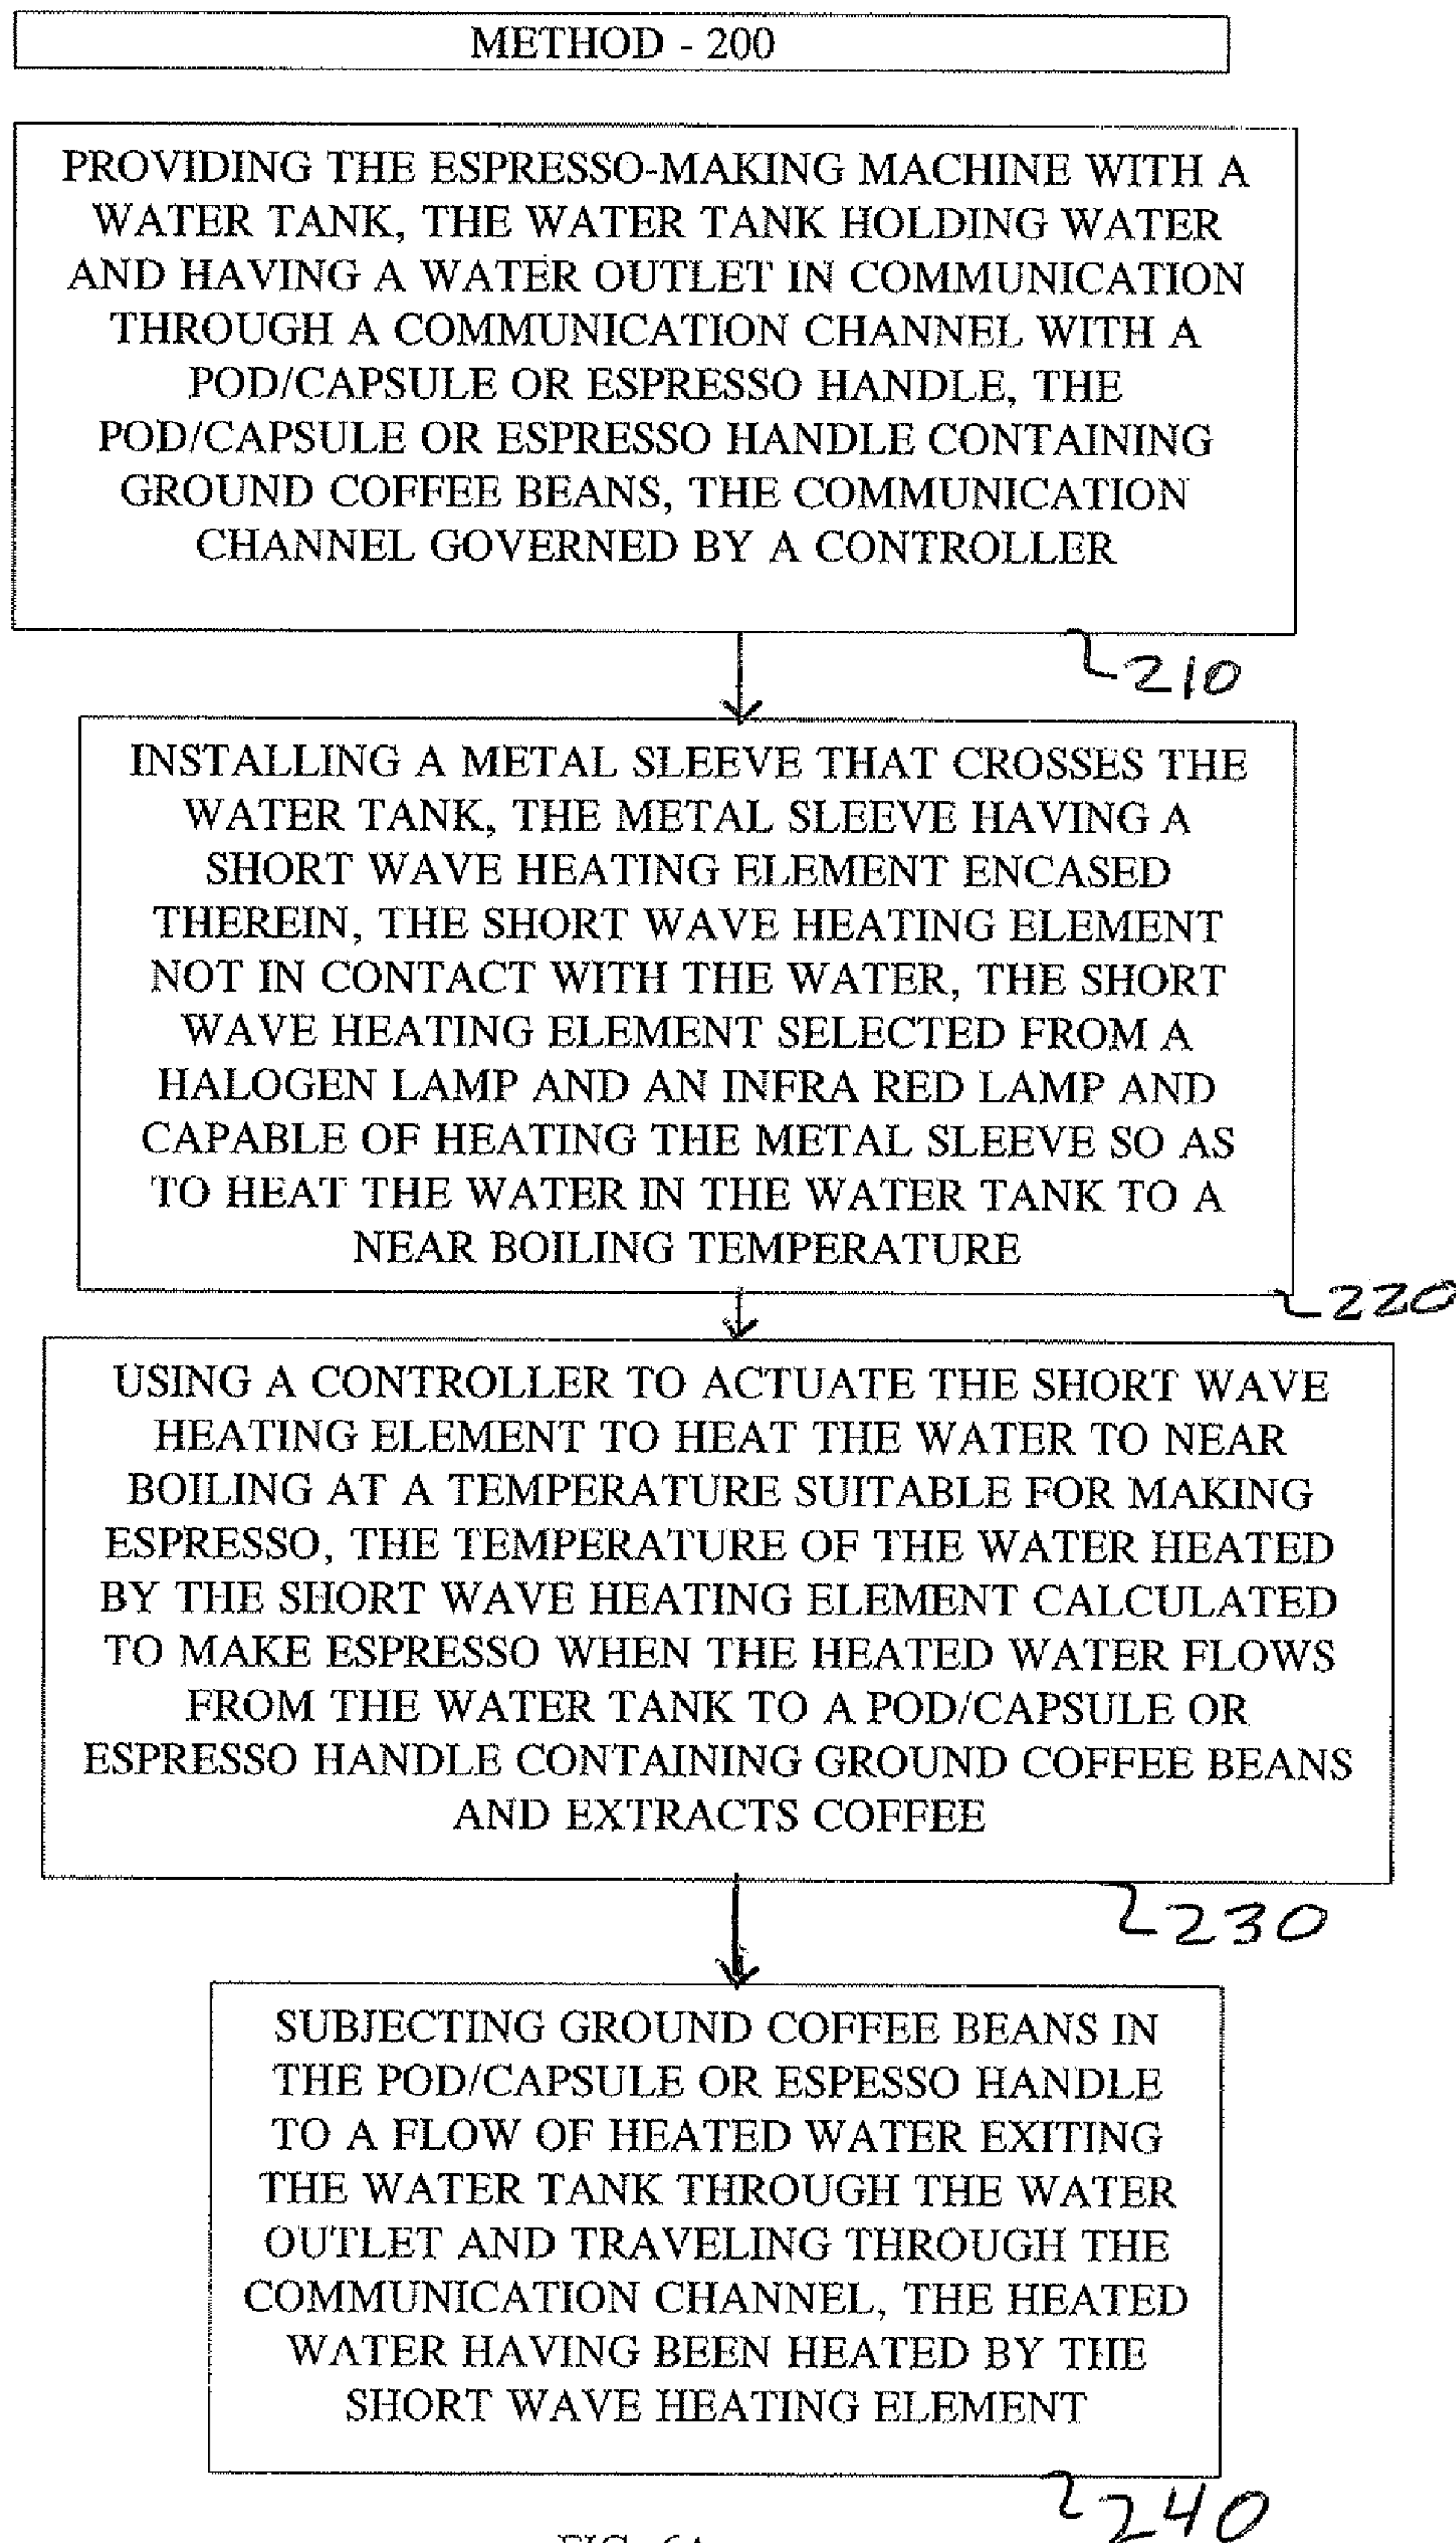 METHOD - 200
PROVIDING THE ESPRESSO-MAKING MACHINE WITH A
WATER TANK, THE WATER TANK HOLDING WATER
AND HAVING A WATER OUTLET IN COMMUNICATION
THROUGH A COMMUNICATION CHANNEL WITH A
POD/CAPSULE OR ESPRESSO HANDLE, THE
POD/CAPSULE OR ESPRESSO HANDLE CONTAINING
GROUND COFFEE BEANS, THE COMMUNICATION
CHANNEL GOVERNED BY A CONTROLLER
210
INSTALLING A METAL SLEEVE THAT CROSSES THE
WATER TANK, THE METAL SLEEVE HAVING A
SHORT WAVE HEATING ELEMENT ENCASED
THEREIN, THE SHORT WAVE HEATING ELEMENT
NOT IN CONTACT WITH THE WATER, THE SHORT
WAVE HEATING ELEMENT SELECTED FROM A
HALOGEN LAMP AND AN INFRA RED LAMP AND
CAPABLE OF HEATING THE METAL SLEEVE SO AS
TO HEAT THE WATER IN THE WATER TANK TO A
NEAR BOILING TEMPERATURE
220
USING A CONTROLLER TO ACTUATE THE SHORT WAVE
HEATING ELEMENT TO HEAT THE WATER TO NEAR
BOILING AT A TEMPERATURE SUITABLE FOR MAKING
ESPRESSO, THE TEMPERATURE OF THE WATER HEATED
BY THE SHORT WAVE HEATING ELEMENT CALCULATED
TO MAKE ESPRESSO WHEN THE HEATED WATER FLOWS
FROM THE WATER TANK TO A POD/CAPSULE OR
ESPRESSO HANDLE CONTAINING GROUND COFFEE BEANS
AND EXTRACTS COFFEE
230
SUBJECTING GROUND COFFEE BEANS IN
THE POD/CAPSULE OR ESPESSO HANDLE
TO A FLOW OF HEATED WATER EXITING
THE WATER TANK THROUGH THE WATER
OUTLET AND TRAVELING THROUGH THE
COMMUNICATION CHANNEL, THE HEATED
WATER HAVING BEEN HEATED BY THE
SHORT WAVE HEATING ELEMENT
240
FIG. 6A